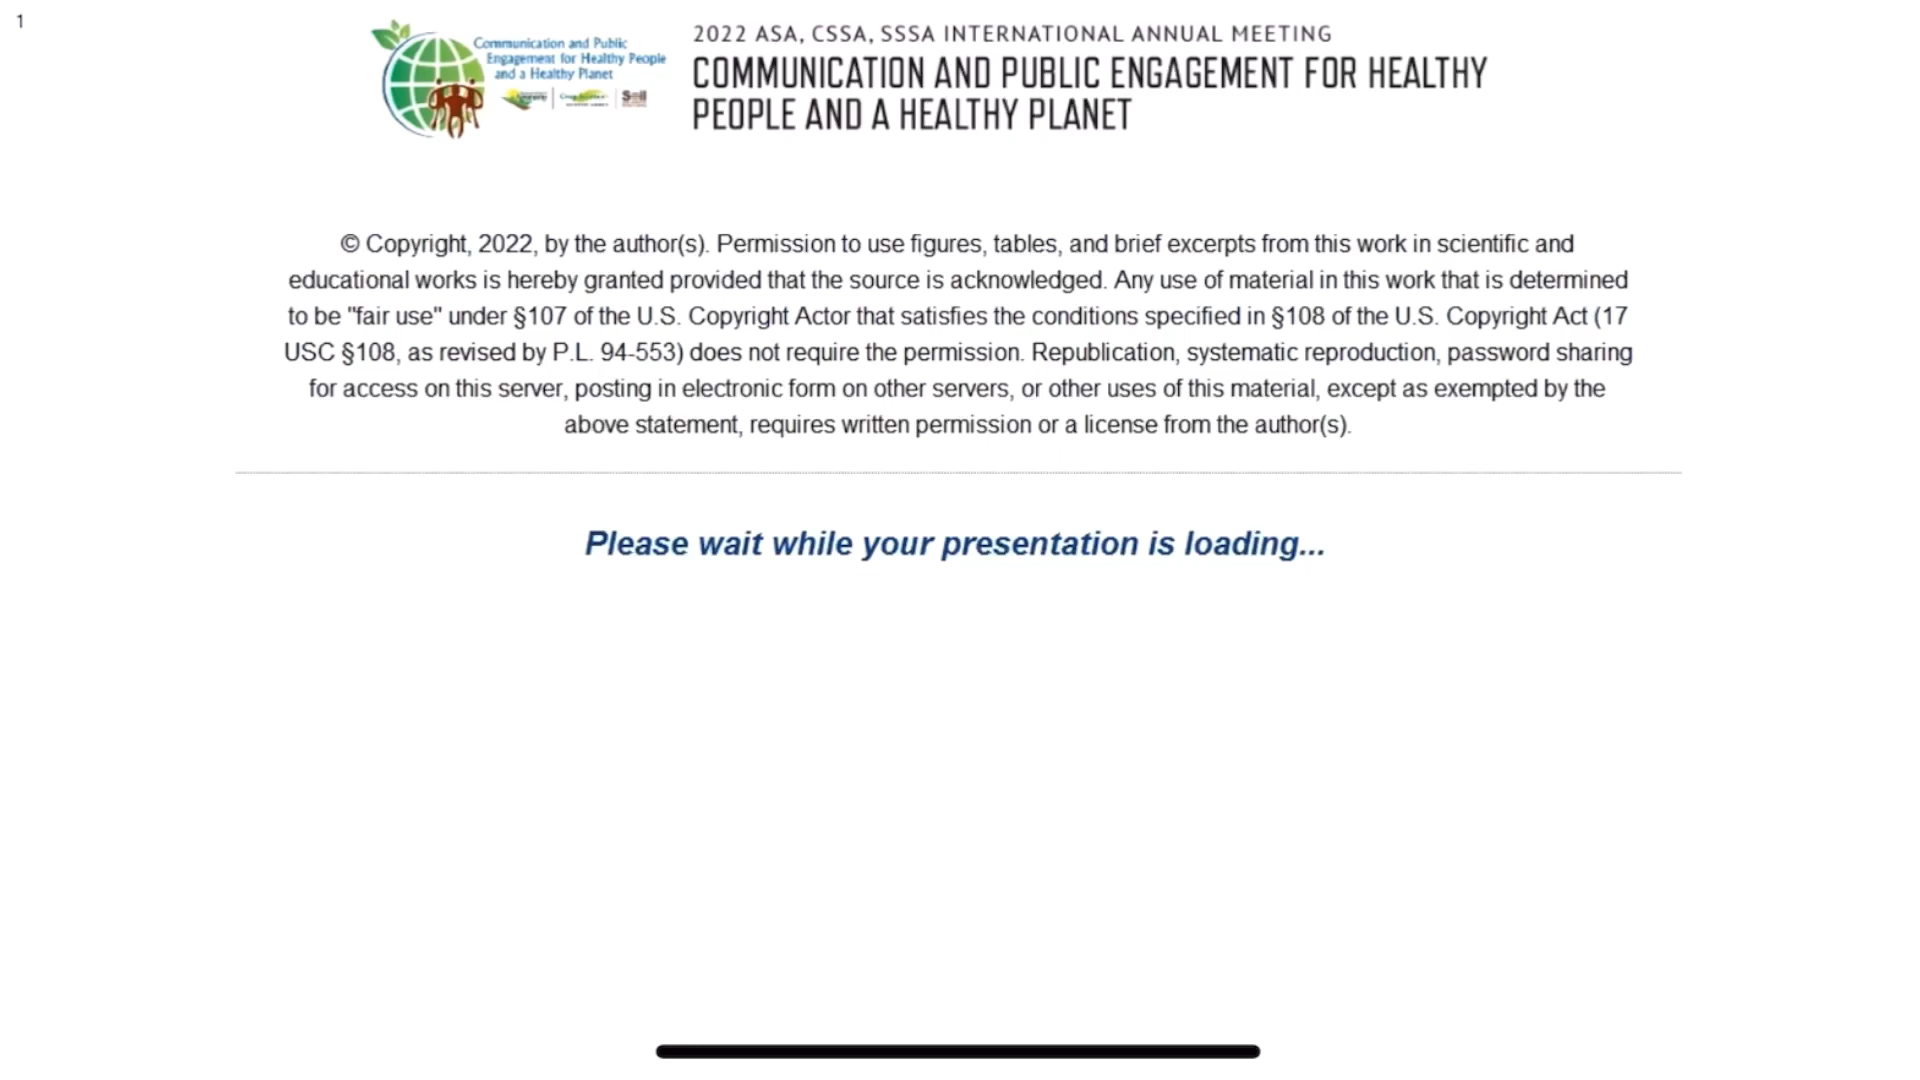 1
Communication and Public
Engagement for Healthy People
and a Healthy Planet
Soil
2022 ASA, CSSA, SSSA INTERNATIONAL ANNUAL MEETING
COMMUNICATION AND PUBLIC ENGAGEMENT FOR HEALTHY
PEOPLE AND A HEALTHY PLANET
© Copyright, 2022, by the author(s). Permission to use figures, tables, and brief excerpts from this work in scientific and
educational works is hereby granted provided that the source is acknowledged. Any use of material in this work that is determined
to be "fair use" under §107 of the U.S. Copyright Actor that satisfies the conditions specified in §108 of the U.S. Copyright Act (17
USC §108, as revised by P.L. 94-553) does not require the permission. Republication, systematic reproduction, password sharing
for access on this server, posting in electronic form on other servers, or other uses of this material, except as exempted by the
above statement, requires written permission or a license from the author(s).
Please wait while your presentation is loading...